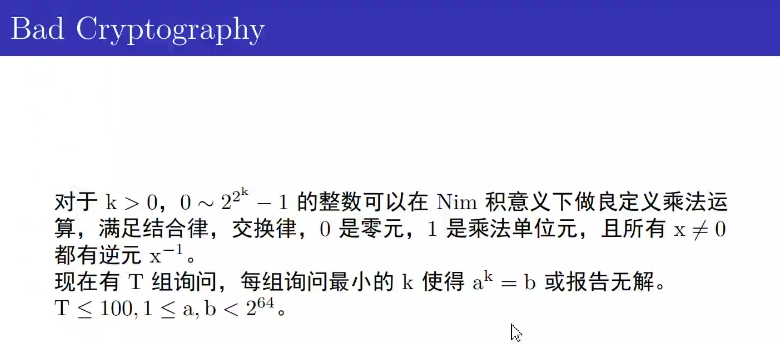 Bad Cryptography
对于 k > 0，0 ∼ 2^{2^k} − 1 的整数可以在 Nim 积意义下做良定义乘法运
算，满足结合律，交换律，0 是零元，1 是乘法单位元，且所有 x ≠ 0
都有逆元 x^{−1}。
现在有 T 组询问，每组询问最小的 k 使得 a^k = b 或报告无解。
T ≤ 100, 1 ≤ a, b < 2^{64}。